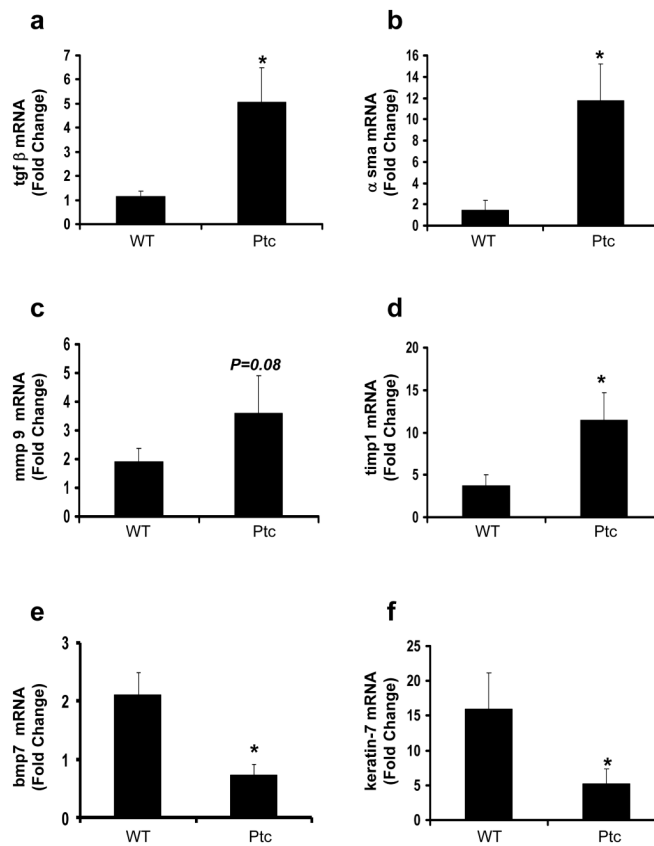 a
tgf β mRNA
(Fold Change)
7
6
5
4
3
2
1
0
*
WT Ptc
b
α sma mRNA
(Fold Change)
16
14
12
10
8
6
4
2
0
*
WT Ptc
c
mmp 9 mRNA
(Fold Change)
6
5
4
3
2
1
0
P=0.08
WT Ptc
d
timp1 mRNA
(Fold Change)
20
15
10
5
0
*
WT Ptc
e
bmp7 mRNA
(Fold Change)
3
2
1
0
*
WT Ptc
f
keratin-7 mRNA
(Fold Change)
25
20
15
10
5
0
*
WT Ptc